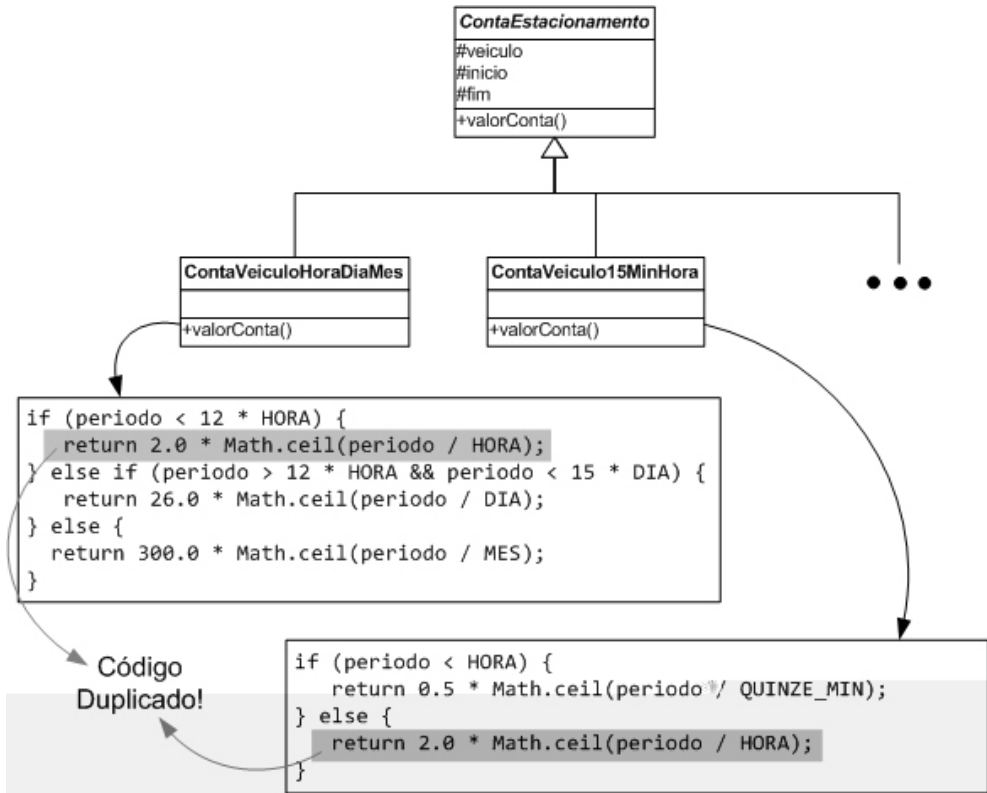 ContaEstacionamento
#veiculo
#inicio
#fim
+valorConta()
ContaVeiculoHoraDiaMes
+valorConta()
ContaVeiculo15MinHora
+valorConta()
if (periodo < 12 * HORA) {
return 2.0 * Math.ceil(periodo / HORA);
} else if (periodo > 12 * HORA && periodo < 15 * DIA) {
return 26.0 * Math.ceil(periodo / DIA);
} else {
return 300.0 * Math.ceil(periodo / MES);
}
Código
Duplicado!
if (periodo < HORA) {
return 0.5 * Math.ceil(periodo / QUINZE_MIN);
} else {
return 2.0 * Math.ceil(periodo / HORA);
}